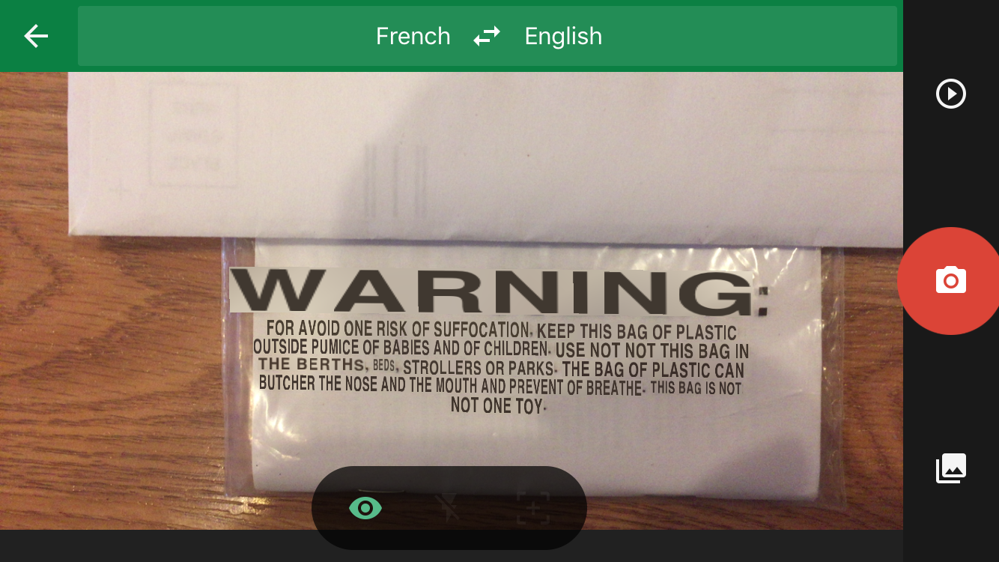 French English
WARNING:
FOR AVOID ONE RISK OF SUFFOCATION. KEEP THIS BAG OF PLASTIC
OUTSIDE PUMICE OF BABIES AND OF CHILDREN. USE NOT NOT THIS BAG IN
THE BERTHS, BEDS, STROLLERS OR PARKS. THE BAG OF PLASTIC CAN
BUTCHER THE NOSE AND THE MOUTH AND PREVENT OF BREATHE. THIS BAG IS NOT
NOT ONE TOY.